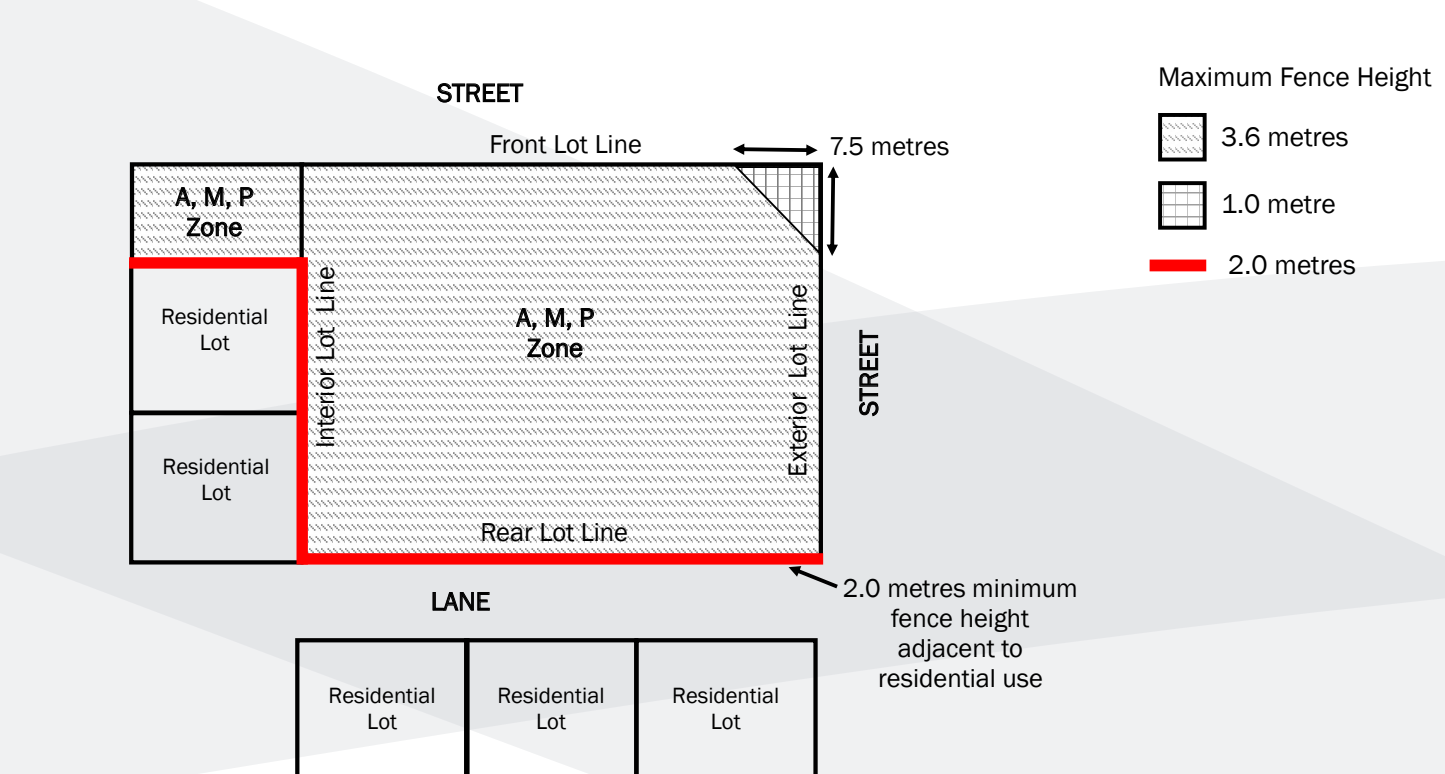 STREET
Front Lot Line
7.5 metres
Maximum Fence Height
3.6 metres
1.0 metre
2.0 metres
A, M, P
Zone
Residential
Lot
Residential
Lot
Interior Lot Line
A, M, P
Zone
Exterior Lot Line
STREET
Rear Lot Line
LANE
2.0 metres minimum
fence height
adjacent to
residential use
Residential
Lot
Residential
Lot
Residential
Lot